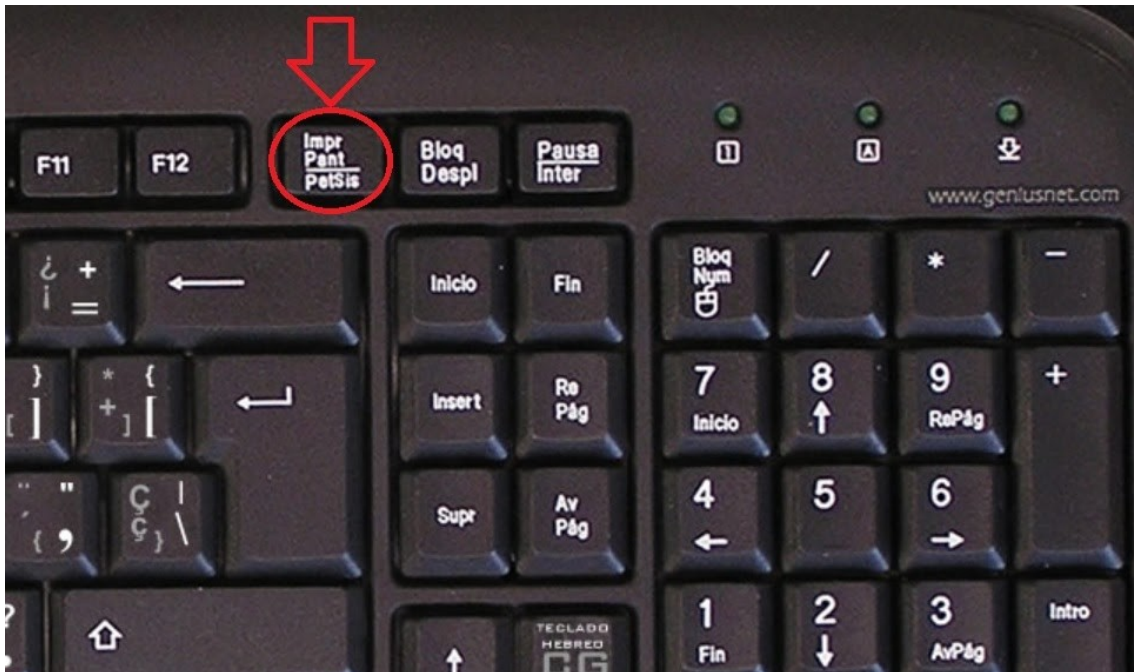 F11
F12
Impr
Pant
PetSis
Bloq
Despl
Pausa
Inter
1
A
www.geniusnet.com
¿ +
¡ =
Inicio
Fin
Bloq
Num
/
*
-
}
[ ]
* {
+ ] [
Insert
Re
Pág
7
Inicio
8
9
RePág
+
¨ "
´ { ,
Ç |
ç } \
Supr
Av
Pág
4
5
6
?
TECLADO
HEBREO
CG
1
Fin
2
3
AvPág
Intro